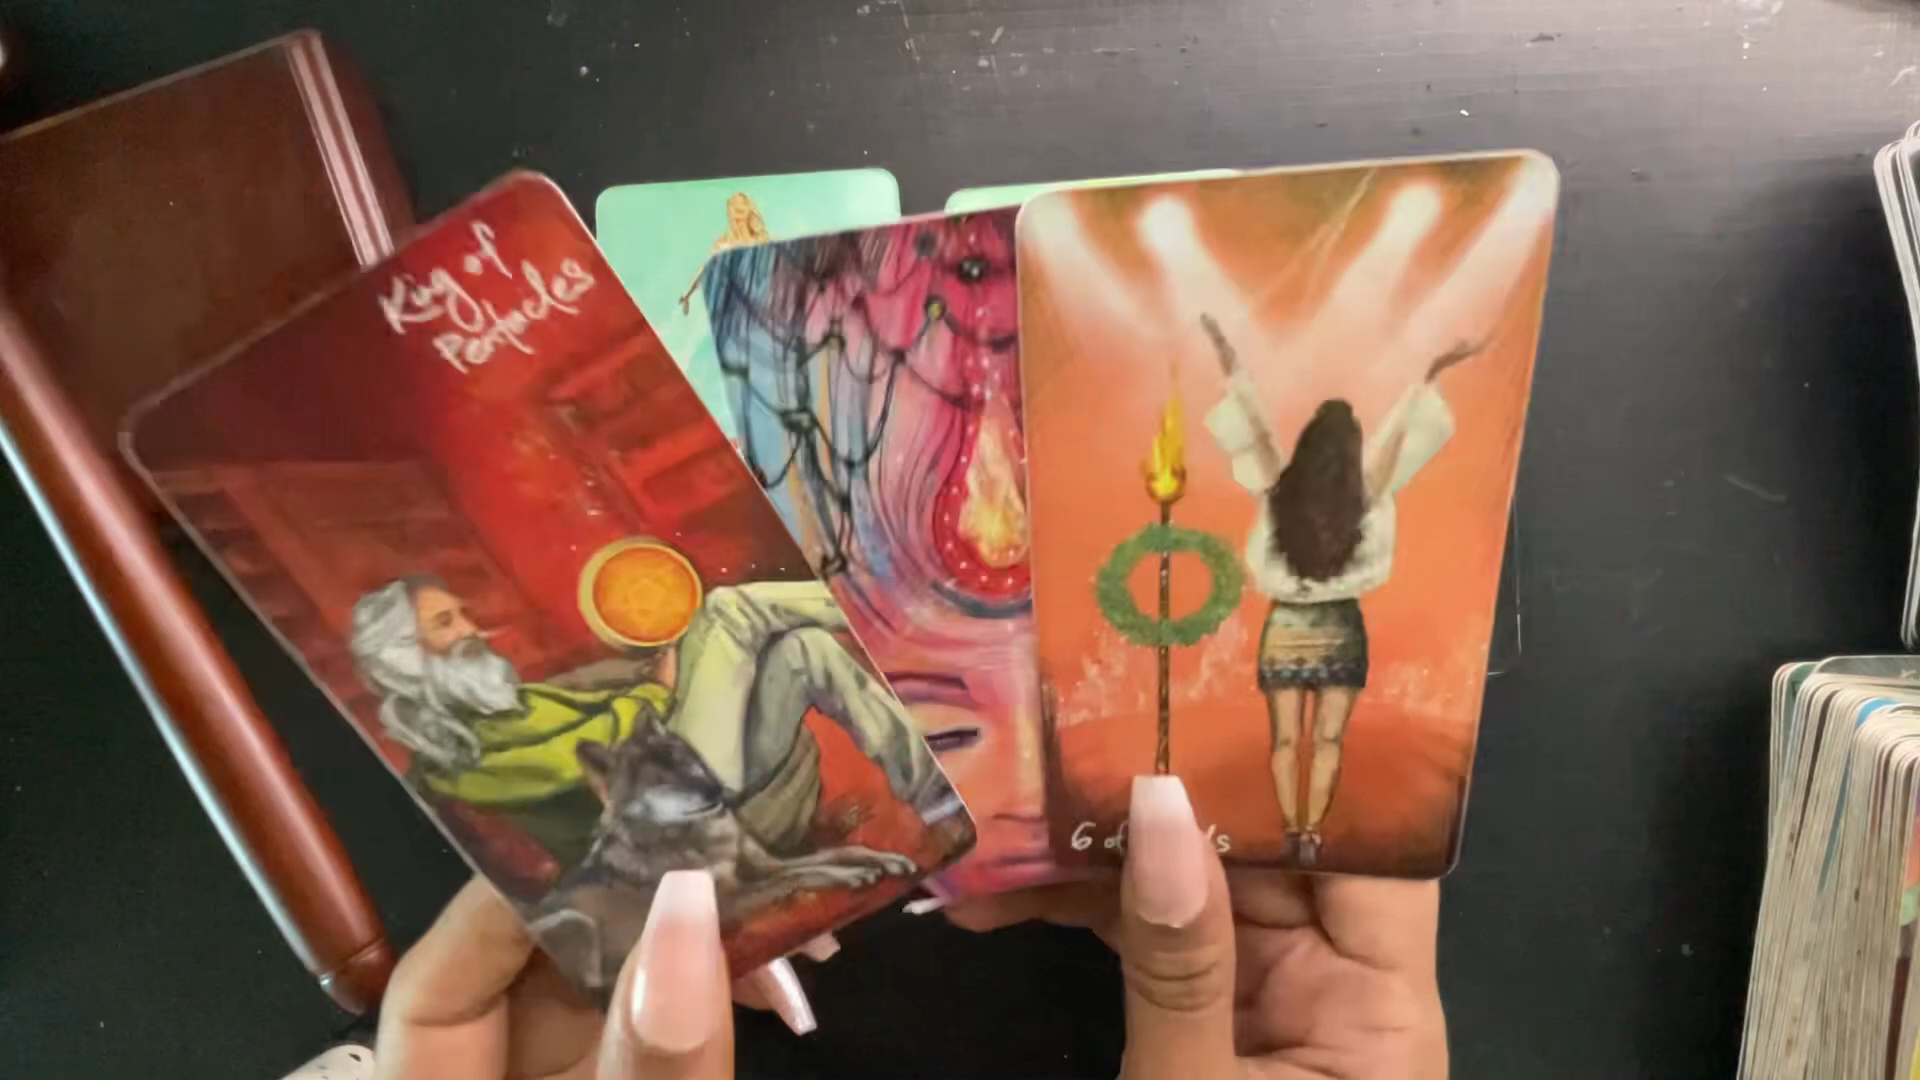 King of
Pentacles
6 of